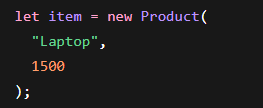 let item = new Product(
  "Laptop",
  1500
);